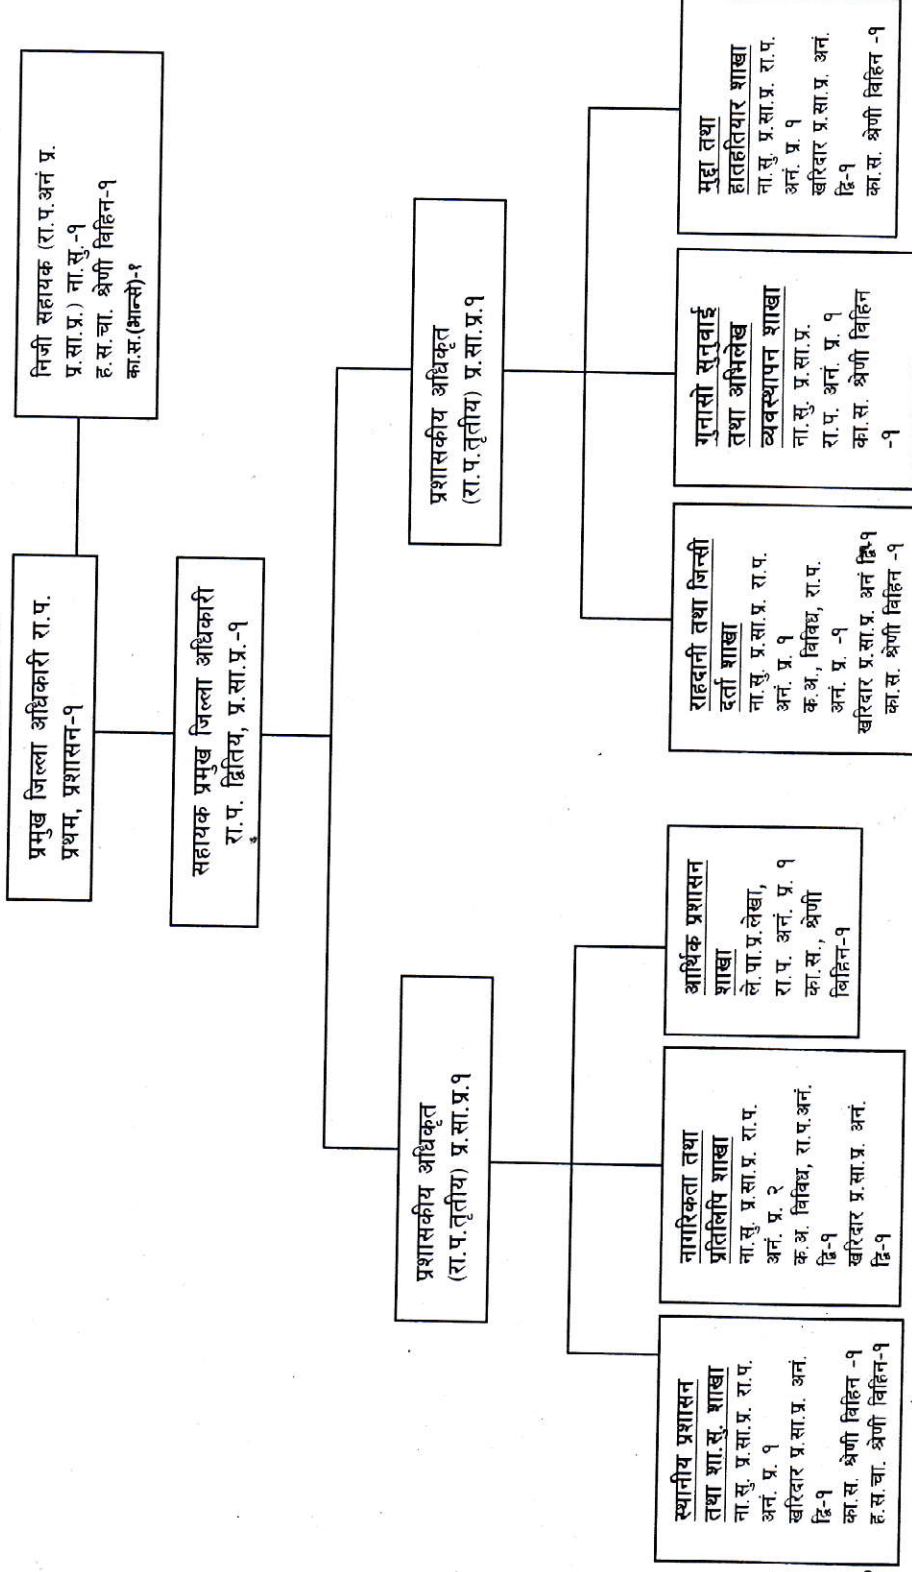 प्रमुख जिल्ला अधिकारी रा.प.
प्रथम, प्रशासन-१
निजी सहायक (रा.प.अनं प्र.
प्र.सा.प्र.) ना.सु.-१
ह.स.चा. श्रेणी विहिन-१
का.स.(भान्से)-१
सहायक प्रमुख जिल्ला अधिकारी
रा.प. द्वितिय, प्र.सा.प्र.-१
प्रशासकीय अधिकृत
(रा.प.तृतीय) प्र.सा.प्र.१
प्रशासकीय अधिकृत
(रा.प.तृतीय) प्र.सा.प्र.१
स्थानीय प्रशासन
तथा शा.सु. शाखा
ना.सु. प्र.सा.प्र. रा.प.
अनं. प्र. १
खरिदार प्र.सा.प्र. अनं.
द्वि-१
का.स. श्रेणी विहिन -१
ह.स.चा. श्रेणी विहिन-१
नागरिकता तथा
प्रतिलिपि शाखा
ना.सु. प्र.सा.प्र. रा.प.
अनं. प्र. २
क.अ. विविध, रा.प.अनं.
द्वि-१
खरिदार प्र.सा.प्र. अनं.
द्वि-१
आर्थिक प्रशासन
शाखा
ले.पा.प्र.लेखा,
रा.प. अनं. प्र. १
का.स., श्रेणी
विहिन-१
राहदानी तथा जिन्सी
दर्ता शाखा
ना.सु. प्र.सा.प्र. रा.प.
अनं. प्र. १
क.अ., विविध, रा.प.
अनं. प्र. -१
खरिदार प्र.सा.प्र. अनं द्वि-१
का.स. श्रेणी विहिन -१
गुनासो सुनुवाई
तथा अभिलेख
व्यवस्थापन शाखा
ना.सु. प्र.सा.प्र.
रा.प. अनं. प्र. १
का.स. श्रेणी विहिन
-१
मुद्दा तथा
हातहतियार शाखा
ना.सु. प्र.सा.प्र. रा.प.
अनं. प्र. १
खरिदार प्र.सा.प्र. अनं.
द्वि-१
का.स. श्रेणी विहिन -१